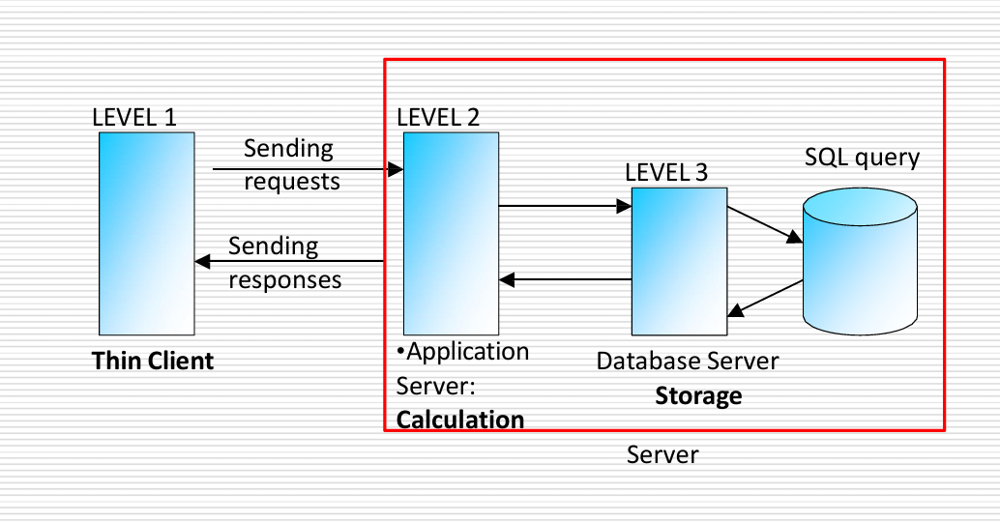 LEVEL 1
Sending
requests
Sending
responses
Thin Client
LEVEL 2
•Application
Server:
Calculation
LEVEL 3
Database Server
Storage
SQL query
Server